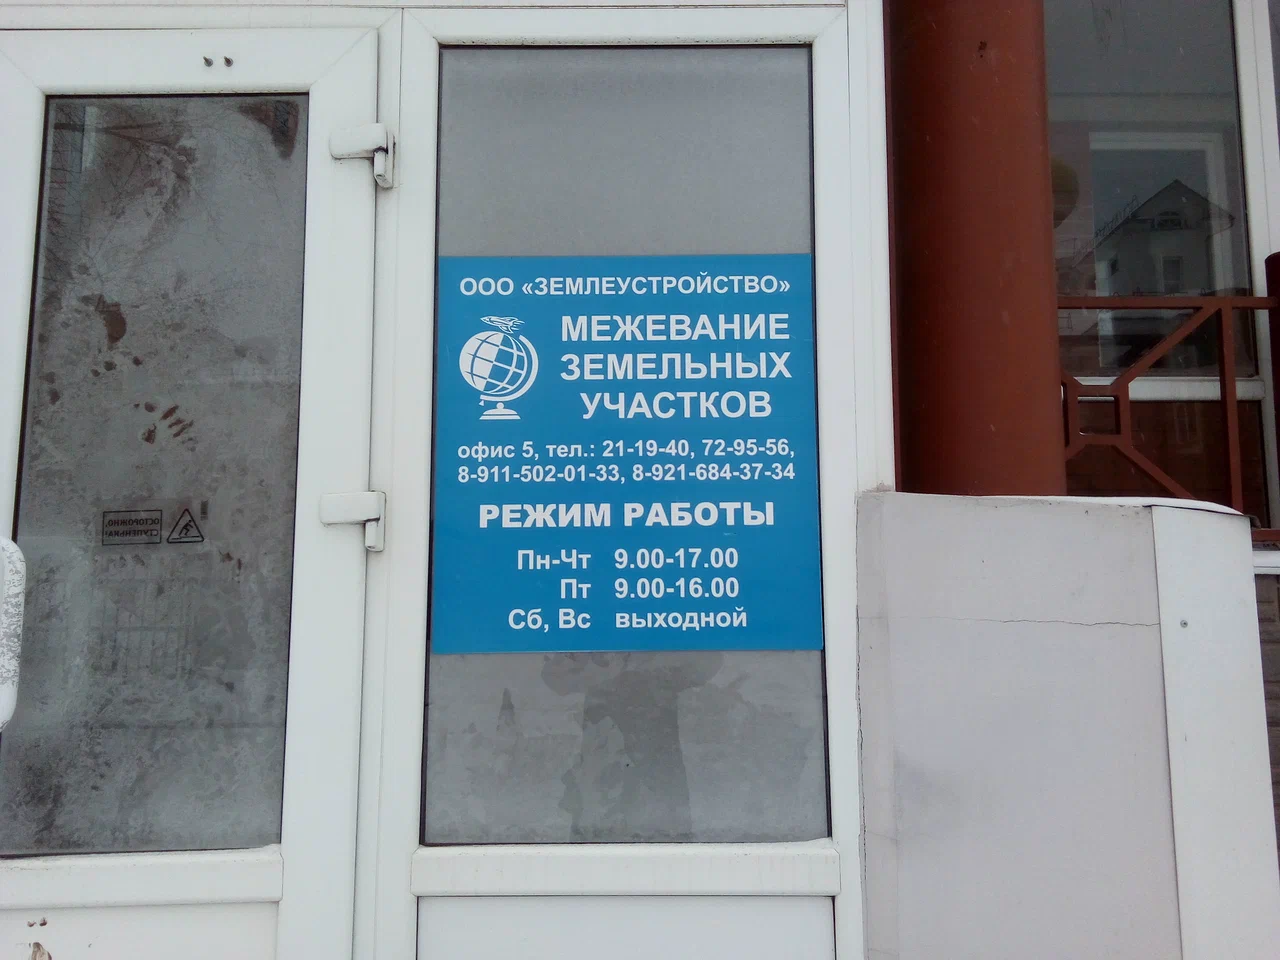 ООО «ЗЕМЛЕУСТРОЙСТВО»
МЕЖЕВАНИЕ
ЗЕМЕЛЬНЫХ
УЧАСТКОВ
офис 5, тел.: 21-19-40, 72-95-56,
8-911-502-01-33, 8-921-684-37-34
РЕЖИМ РАБОТЫ
Пн-Чт 9.00-17.00
Пт 9.00-16.00
Сб, Вс выходной
ОСТОРОЖНО,
СТУПЕНЬКА!